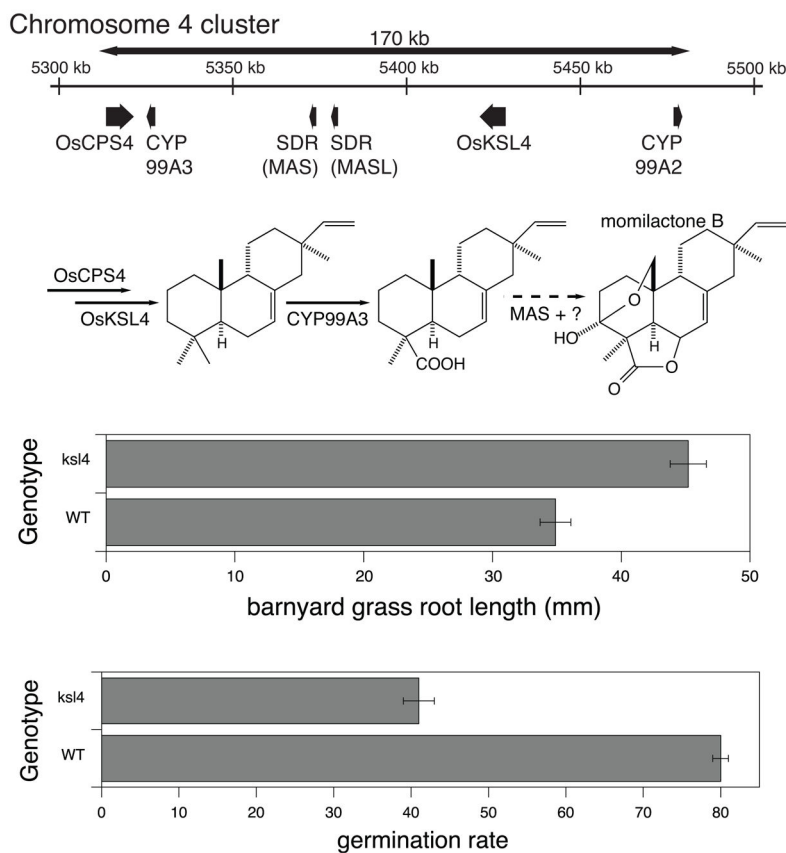 Chromosome 4 cluster
170 kb
5300 kb 5350 kb 5400 kb 5450 kb 5500 kb
OsCPS4 CYP SDR SDR OsKSL4 CYP
99A3 (MAS) (MASL) 99A2
momilactone B
OsCPS4
OsKSL4
CYP99A3
MAS + ?
H
H
H
COOH
O
HO
O
O
Genotype
ksl4
WT
0 10 20 30 40 50
barnyard grass root length (mm)
Genotype
ksl4
WT
0 10 20 30 40 50 60 70 80
germination rate